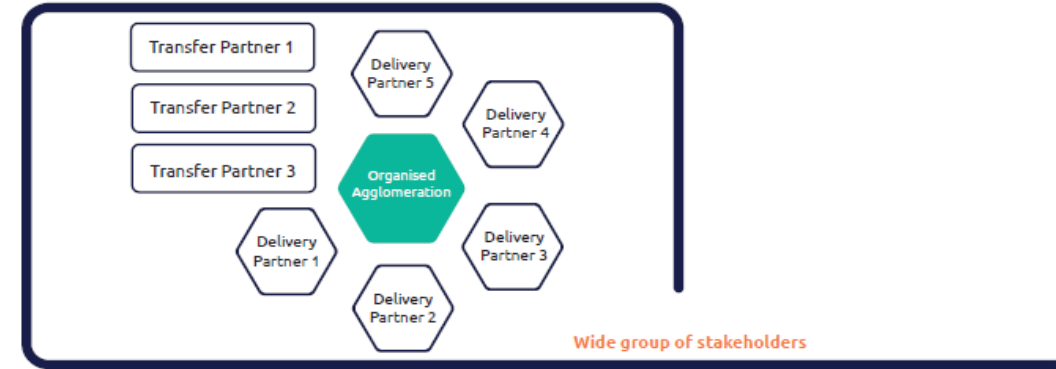 Transfer Partner 1
Transfer Partner 2
Transfer Partner 3
Delivery
Partner 5
Delivery
Partner 4
Organised
Agglomeration
Delivery
Partner 3
Delivery
Partner 1
Delivery
Partner 2
Wide group of stakeholders